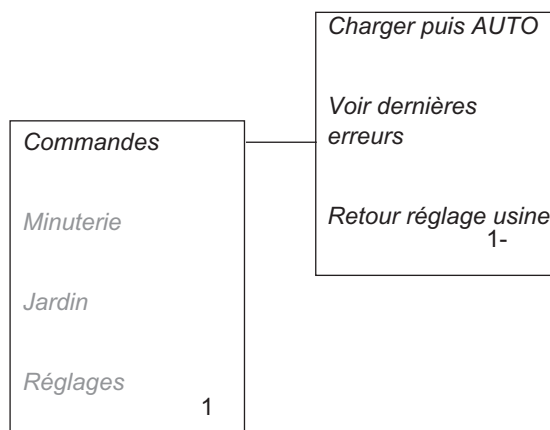 Charger puis AUTO
Voir dernières
erreurs
Retour réglage usine
1-
Commandes
Minuterie
Jardin
Réglages
1